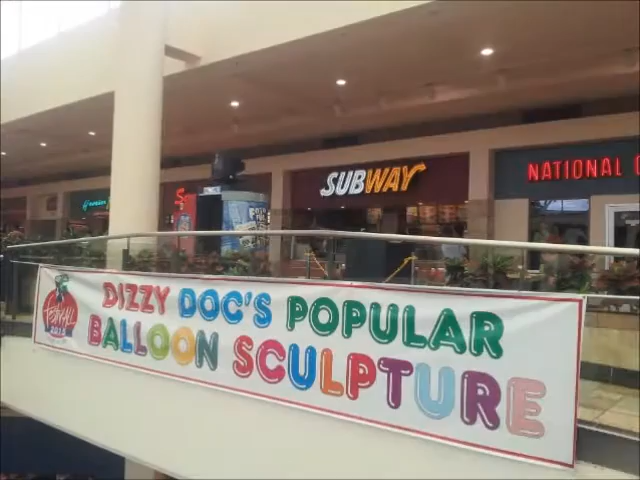 SUBWAY
NATIONAL
DIZZY DOC'S POPULAR
BALLOON SCULPTURE